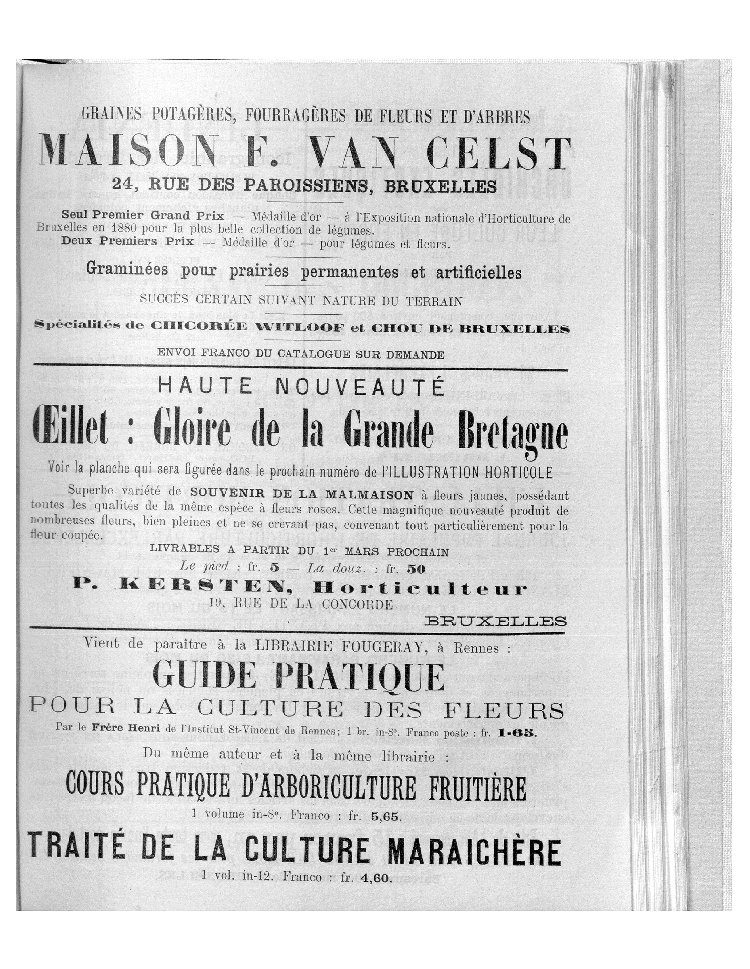 GRAINES POTAGÈRES, FOURRAGÈRES DE FLEURS ET D'ARBRES
MAISON F. VAN CELST
24, RUE DES PAROISSIENS, BRUXELLES
Seul Premier Grand Prix — Médaille d'or — à l'Exposition nationale d'Horticulture de
Bruxelles en 1880 pour la plus belle collection de légumes.
Deux Premiers Prix — Médaille d'or — pour légumes et fleurs.
Graminées pour prairies permanentes et artificielles
SUCCÈS CERTAIN SUIVANT NATURE DU TERRAIN
Spécialités de CHICORÉE WITLOOF et CHOU DE BRUXELLES
ENVOI FRANCO DU CATALOGUE SUR DEMANDE
HAUTE NOUVEAUTÉ
Œillet : Gloire de la Grande Bretagne
Voir la planche qui sera figurée dans le prochain numéro de l'ILLUSTRATION HORTICOLE
Superbe variété de SOUVENIR DE LA MALMAISON à fleurs jaunes, possédant
toutes les qualités de la même espèce à fleurs roses. Cette magnifique nouveauté produit de
nombreuses fleurs, bien pleines et ne se crevant pas, convenant tout particulièrement pour la
fleur coupée.
LIVRABLES A PARTIR DU 1er MARS PROCHAIN
Le pied : fr. 5 — La douz. : fr. 50
P. KERSTEN, Horticulteur
19, RUE DE LA CONCORDE
BRUXELLES
Vient de paraître à la LIBRAIRIE FOUGERAY, à Rennes :
GUIDE PRATIQUE
POUR LA CULTURE DES FLEURS
Par le Frère Henri de l'Institut St-Vincent de Rennes; 1 br. in-8º. Franco poste : fr. 1-65.
Du même auteur et à la même librairie :
COURS PRATIQUE D'ARBORICULTURE FRUITIÈRE
1 volume in-8º. Franco : fr. 5,65.
TRAITÉ DE LA CULTURE MARAICHÈRE
1 vol. in-12. Franco : fr. 4,60.